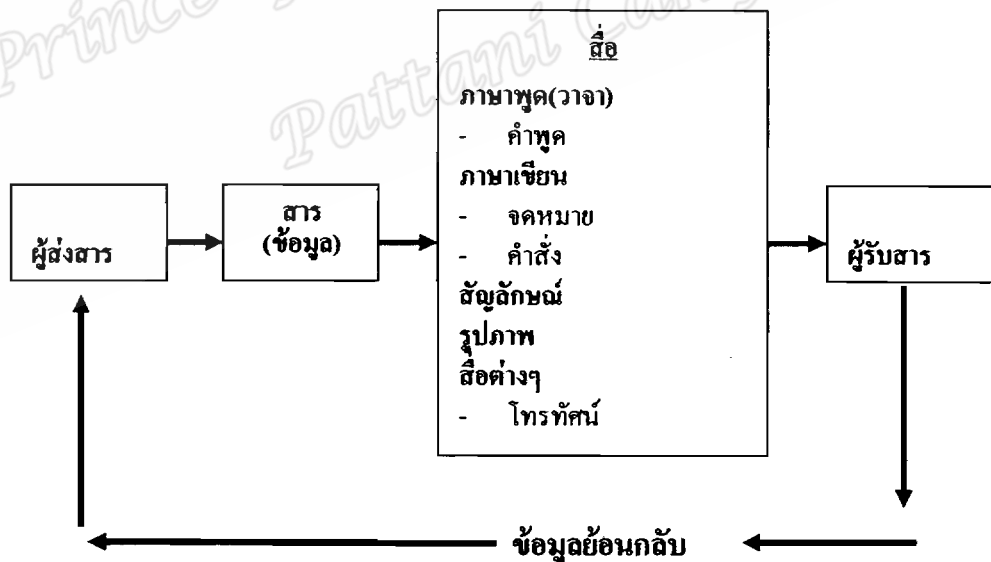 Prince
Pattani
สื่อ
ภาษาพูด(วาจา)
- คำพูด
ภาษาเขียน
- จดหมาย
- คำสั่ง
สัญลักษณ์
รูปภาพ
สื่อต่างๆ
- โทรทัศน์
ผู้ส่งสาร
สาร
(ข้อมูล)
ผู้รับสาร
ข้อมูลย้อนกลับ